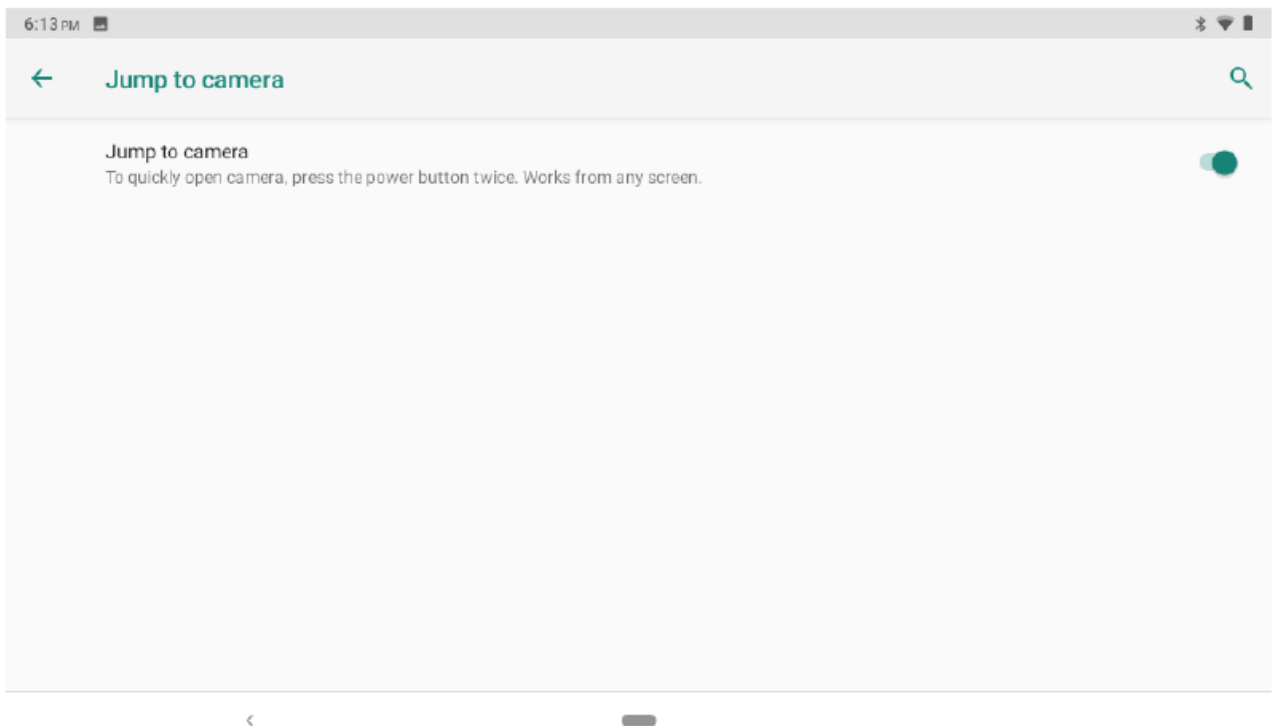 6:13 PM
Jump to camera
Jump to camera
To quickly open camera, press the power button twice. Works from any screen.